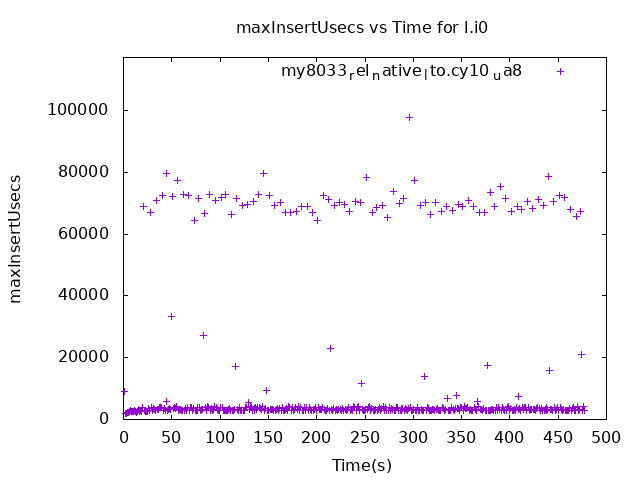 maxInsertUsecs vs Time for l.i0
my8033rel_native_lto.cy10_ua8
maxInsertUsecs
100000
80000
60000
40000
20000
0
0 50 100 150 200 250 300 350 400 450 500
Time(s)